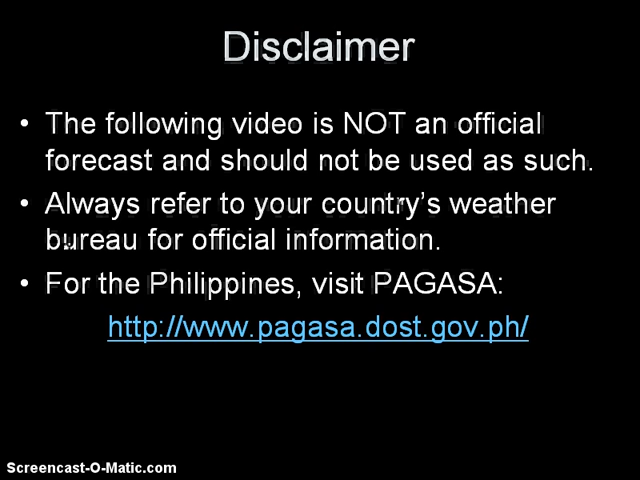 Disclaimer
• The following video is NOT an official
forecast and should not be used as such.
• Always refer to your country's weather
bureau for official information.
• For the Philippines, visit PAGASA:
http://www.pagasa.dost.gov.ph/
Screencast-O-Matic.com